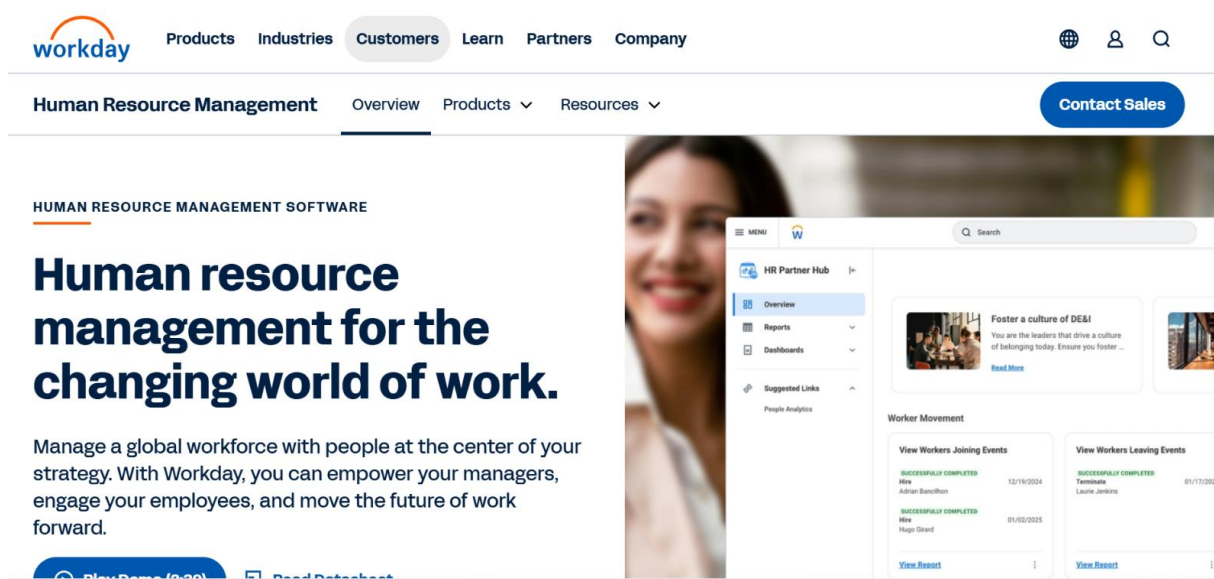 workday
Products Industries Customers Learn Partners Company
Human Resource Management Overview Products Resources Contact Sales
HUMAN RESOURCE MANAGEMENT SOFTWARE
Human resource
management for the
changing world of work.
Manage a global workforce with people at the center of your
strategy. With Workday, you can empower your managers,
engage your employees, and move the future of work
forward.
MENU W Search
HR Partner Hub
Overview
Reports
Dashboards
Suggested Links
People Analytics
Foster a culture of DE&I
You are the leaders that drive a culture
of belonging today. Ensure you foster ...
Read More
Worker Movement
View Workers Joining Events
SUCCESSFULLY COMPLETED
Hire 12/19/2024
Adrian Bancilhon
SUCCESSFULLY COMPLETED
Hire 01/02/2025
Hugo Girard
View Report
View Workers Leaving Events
SUCCESSFULLY COMPLETED
Terminate 01/17/202
Laurie Jenkins
View Report